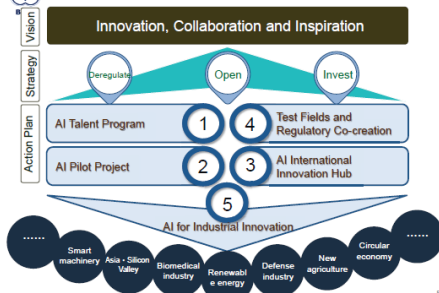 Vision
Innovation, Collaboration and Inspiration
Strategy
Deregulate
Open
Invest
Action Plan
AI Talent Program
1
4
Test Fields and
Regulatory Co-creation
AI Pilot Project
2
3
AI International
Innovation Hub
5
AI for Industrial Innovation
......
Smart
machinery
Asia・Silicon
Valley
Biomedical
industry
Renewabl
e energy
Defense
industry
New
agriculture
Circular
economy
......